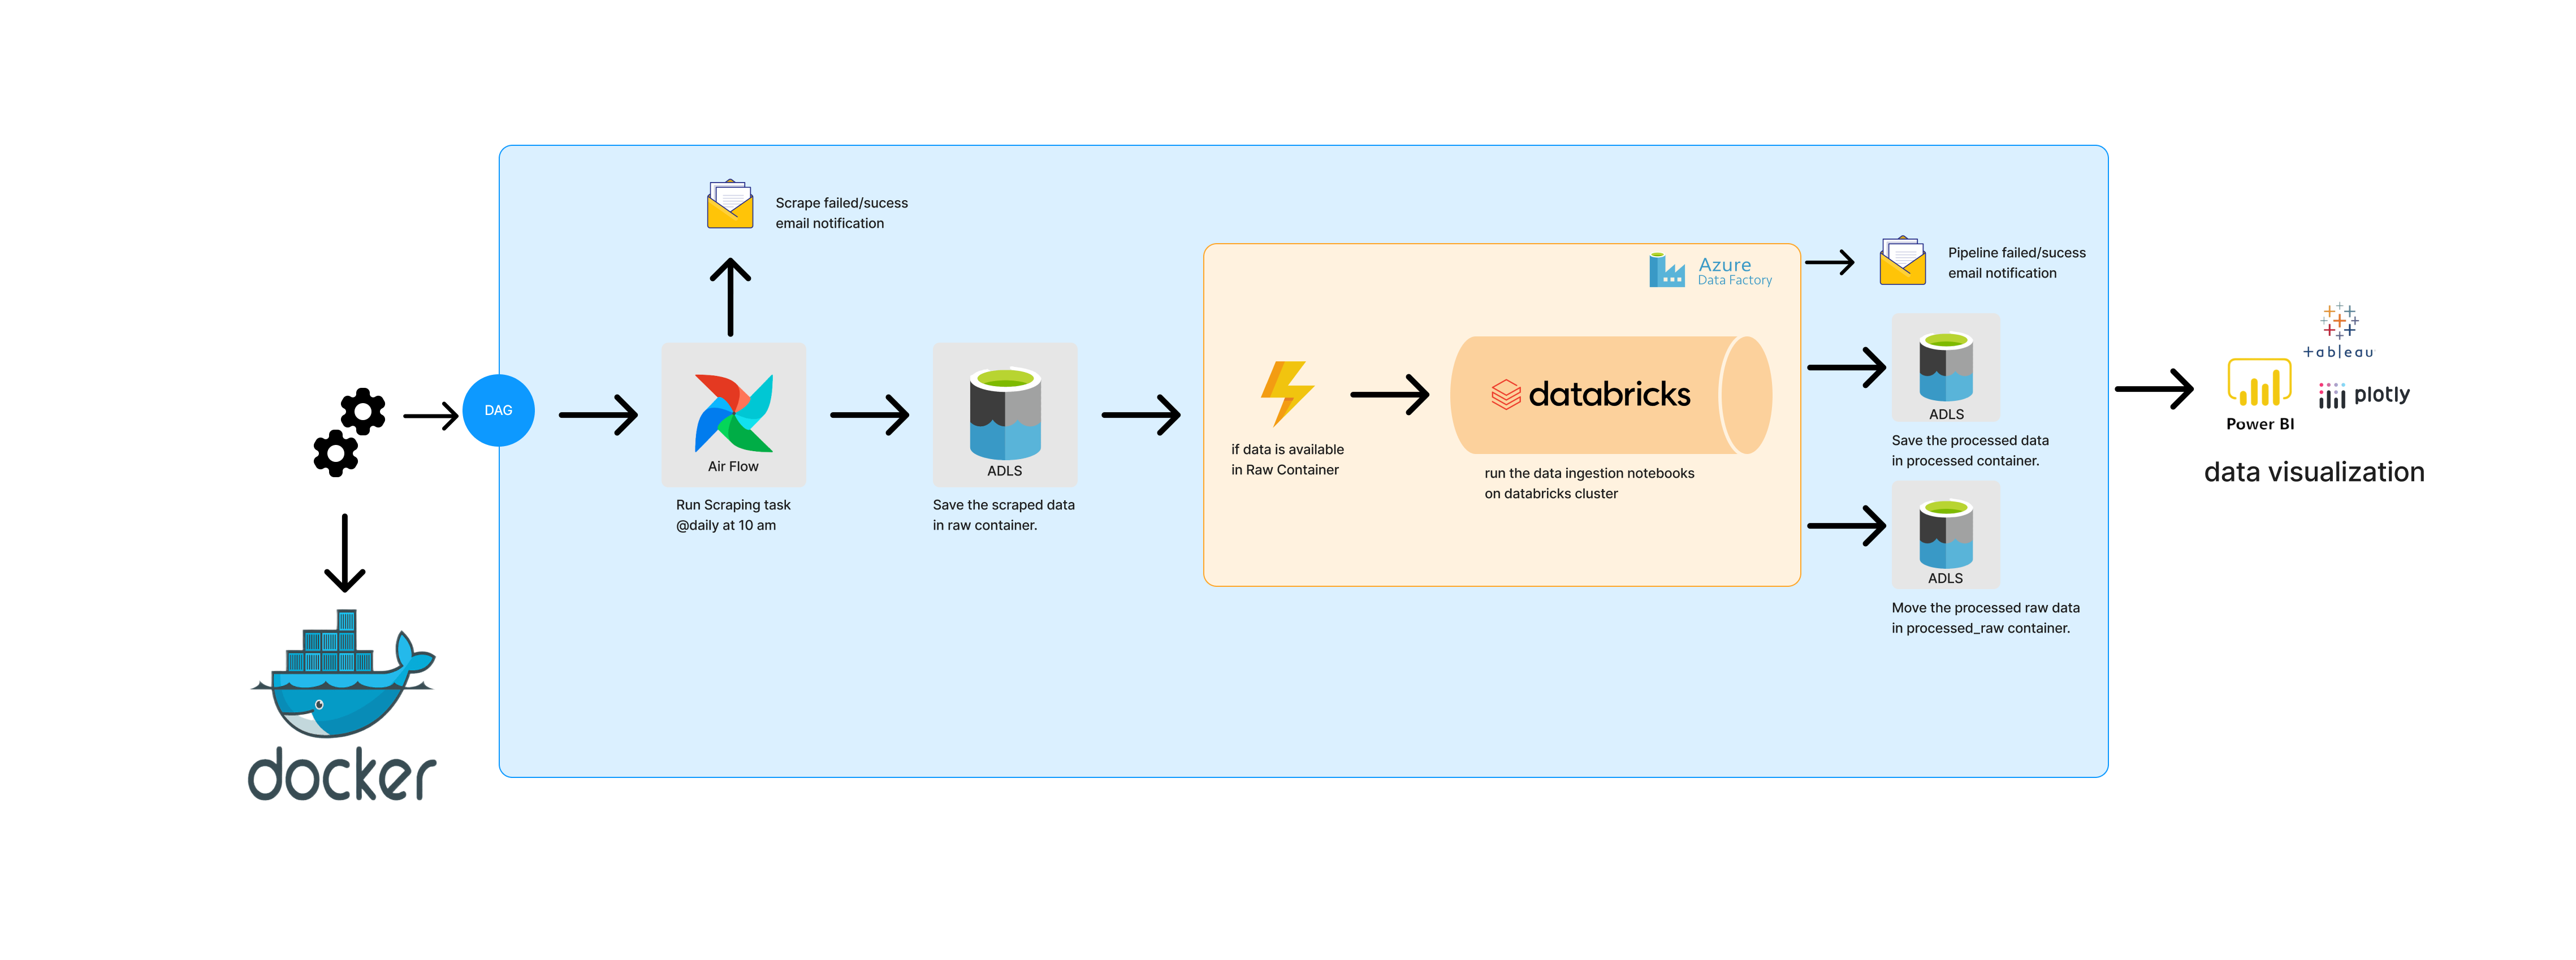 Scrape failed/sucess
email notification
Azure
Data Factory
Pipeline failed/sucess
email notification
DAG
Air Flow
Run Scraping task
@daily at 10 am
ADLS
Save the scraped data
in raw container.
if data is available
in Raw Container
databricks
run the data ingestion notebooks
on databricks cluster
ADLS
Save the processed data
in processed container.
ADLS
Move the processed raw data
in processed_raw container.
+ableau
plotly
Power BI
data visualization
docker